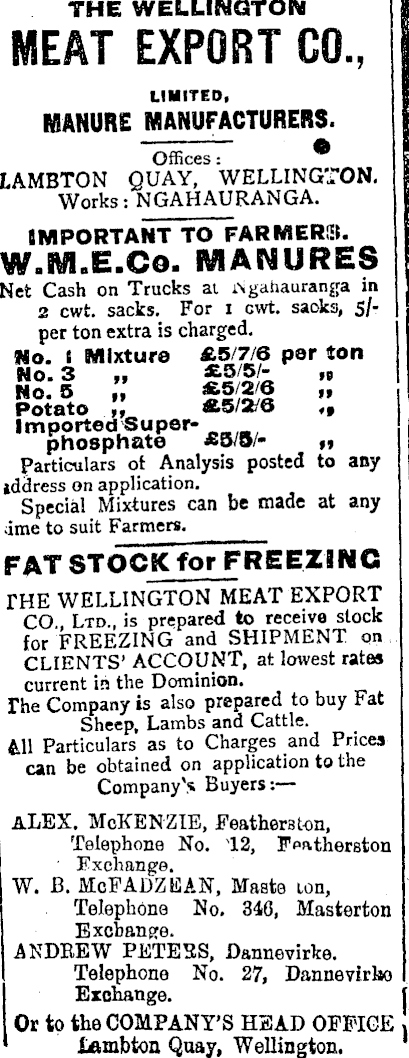 THE WELLINGTON
MEAT EXPORT CO.,
LIMITED,
MANURE MANUFACTURERS.
Offices :
LAMBTON QUAY, WELLINGTON.
Works : NGAHAURANGA.
IMPORTANT TO FARMERS.
W.M.E.Co. MANURES
Net Cash on Trucks at Ngahauranga in
2 cwt. sacks. For 1 cwt. sacks, 5/-
per ton extra is charged.
No. 1 Mixture £5/7/6 per ton
No. 3 ,, £5/5/- ,,
No. 5 ,, £5/2/6 ,,
Potato ,, £5/2/6 ,,
Imported Super-
phosphate £5/5/- ,,
Particulars of Analysis posted to any
address on application.
Special Mixtures can be made at any
time to suit Farmers.
FAT STOCK for FREEZING
THE WELLINGTON MEAT EXPORT
CO., LTD., is prepared to receive stock
for FREEZING and SHIPMENT on
CLIENTS' ACCOUNT, at lowest rates
current in the Dominion.
The Company is also prepared to buy Fat
Sheep, Lambs and Cattle.
All Particulars as to Charges and Prices
can be obtained on application to the
Company's Buyers :—
ALEX. McKENZIE, Featherston,
Telephone No. 12, Featherston
Exchange.
W. B. McFADZEAN, Masterton,
Telephone No. 346, Masterton
Exchange.
ANDREW PETERS, Dannevirke.
Telephone No. 27, Dannevirke
Exchange.
Or to the COMPANY'S HEAD OFFICE
Lambton Quay, Wellington.